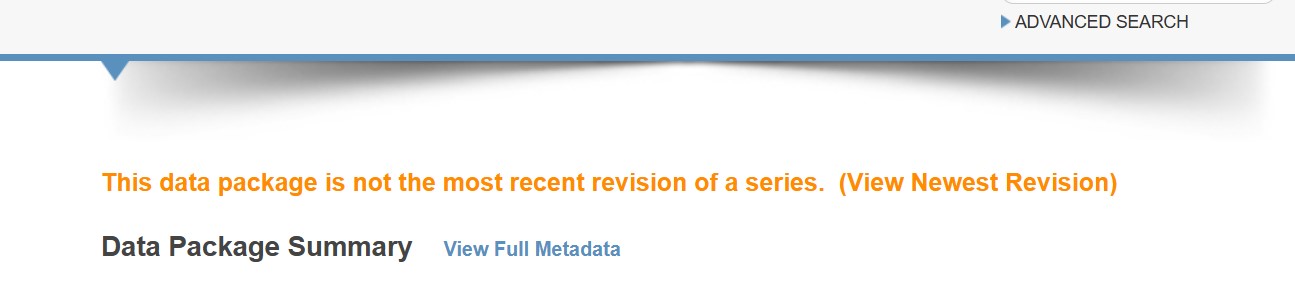 ADVANCED SEARCH
This data package is not the most recent revision of a series.  (View Newest Revision)
Data Package Summary View Full Metadata